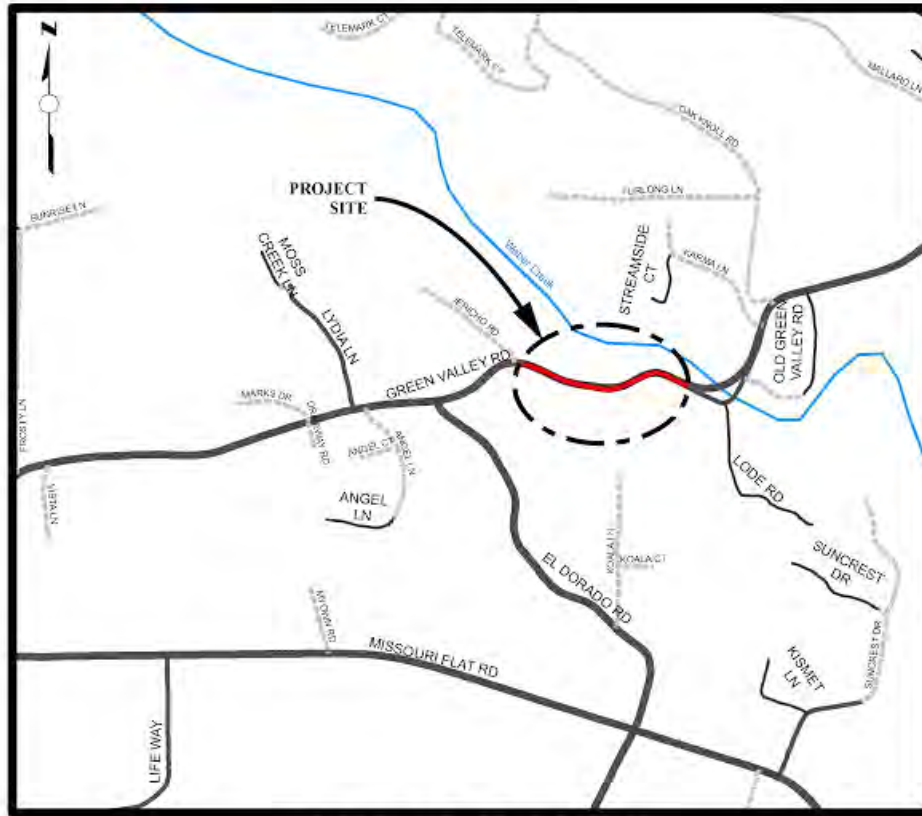 Z
TELEMARK CT
TELEMARK CT
MALLARD LN
OAK KNOLL RD
PROJECT
SITE
FURLONG LN
SUNRISE LN
MOSS
CREEK LN
Weber Creek
STREAMSIDE
CT
KARMA LN
JERICHO RD
LYDIA LN
OLD GREEN
VALLEY RD
GREEN VALLEY RD
MARKS DR
FROSTY LN
ANGEL CT
ANGEL LN
VISTA LN
ANGEL
LN
LODE RD
KOALA LN
KOALA CT
SUNCREST
DR
EL DORADO RD
MYOWN RD
MISSOURI FLAT RD
KISMET
LN
SUNCREST DR
LIFE WAY